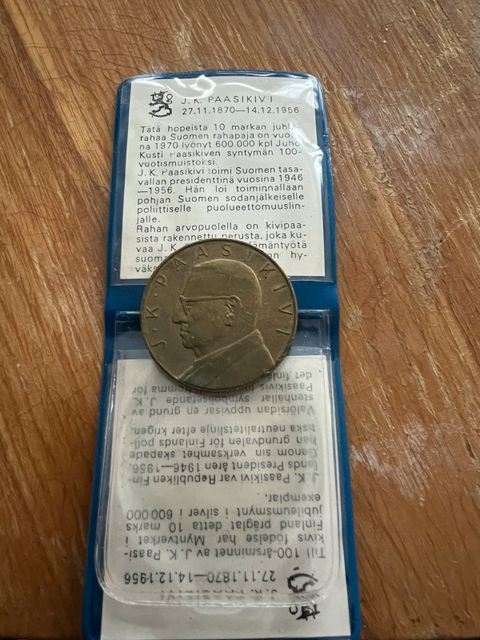 J. K. PAASIKIVI
27.11.1870—14.12.1956
Tätä hopeista 10 markan juhla-
rahaa Suomen rahapaja on vuon-
na 1970 lyönyt 600.000 kpl Juho
Kusti Paasikiven syntymän 100-
vuotismuistoksi.
J. K. Paasikivi toimi Suomen tasa-
vallan presidenttinä vuosina 1946
—1956. Hän loi toiminnallaan
pohjan Suomen sodanjälkeiselle
poliittiselle puolueettomuuslin-
jalle.
Rahan arvopuolella on kivipaa-
sista rakennettu perusta, joka ku-
vaa J. K.
suoma
hyväk
J·K·PAASIKIVI
J. K. PAASIKIVI
27.11.1870—14.12.1956
Till 100-årsminnet av J. K. Paasi-
kivis födelse har Myntverket i
Finland präglat detta 10 marks
jubileumsmynt i silver i 600 000
exemplar.
J. K. Paasikivi var Republiken Fin-
lands President åren 1946—1956.
Genom sin verksamhet skapade
han grundvalen för Finlands poli-
tiska neutralitetslinje efter krigen.
Valörsidan uppvisar en grund av
stenhällar symboliserande J. K.
Paasikivis
det finl